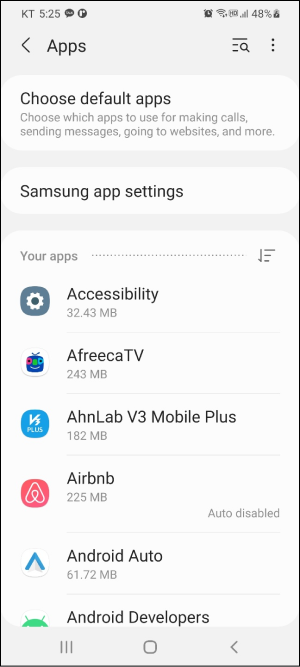 KT 5:25 48%
Apps
Choose default apps
Choose which apps to use for making calls,
sending messages, going to websites, and more.
Samsung app settings
Your apps
Accessibility
32.43 MB
AfreecaTV
243 MB
V3
PLUS
AhnLab V3 Mobile Plus
182 MB
Airbnb
225 MB
Auto disabled
Android Auto
61.72 MB
Android Developers